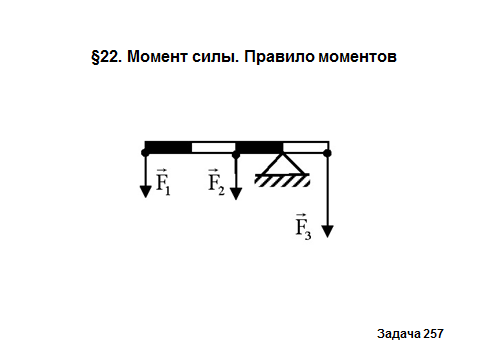 §22. Момент силы. Правило моментов
F₁
F₂
F₃
Задача 257